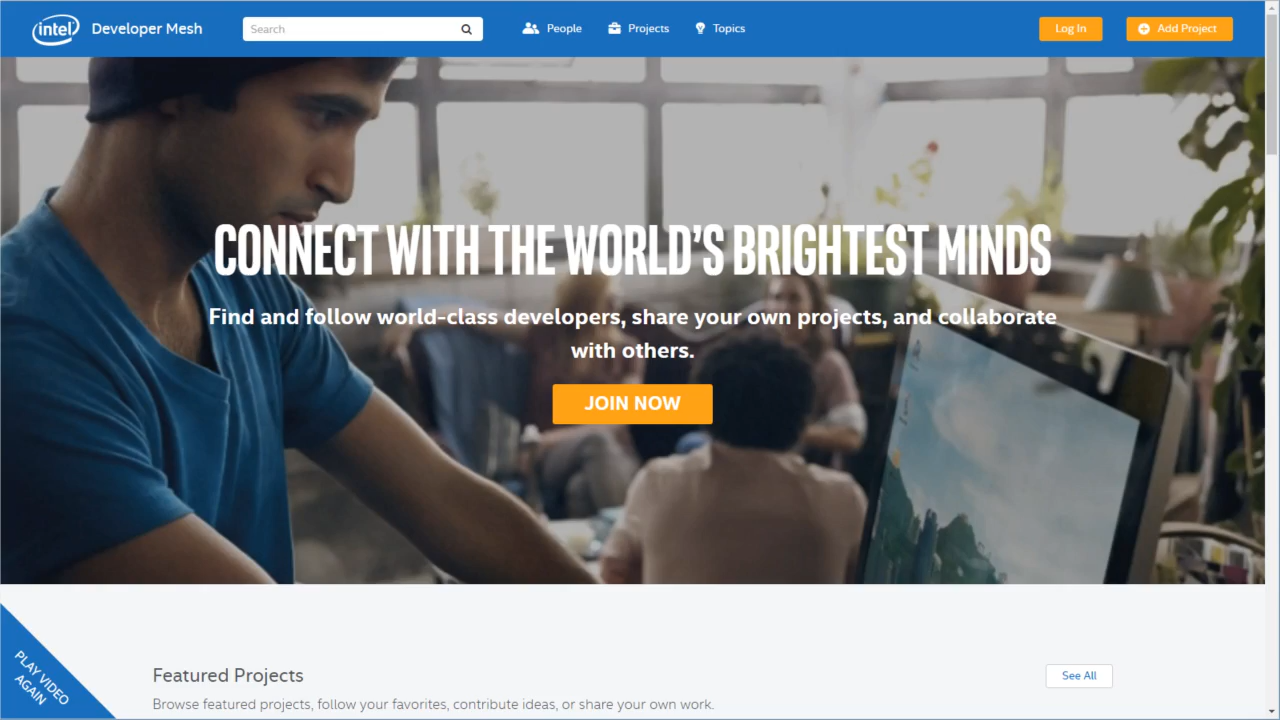 intel Developer Mesh Search People Projects Topics Log In Add Project
CONNECT WITH THE WORLD'S BRIGHTEST MINDS
Find and follow world-class developers, share your own projects, and collaborate
with others.
JOIN NOW
PLAY VIDEO
AGAIN
Featured Projects See All
Browse featured projects, follow your favorites, contribute ideas, or share your own work.